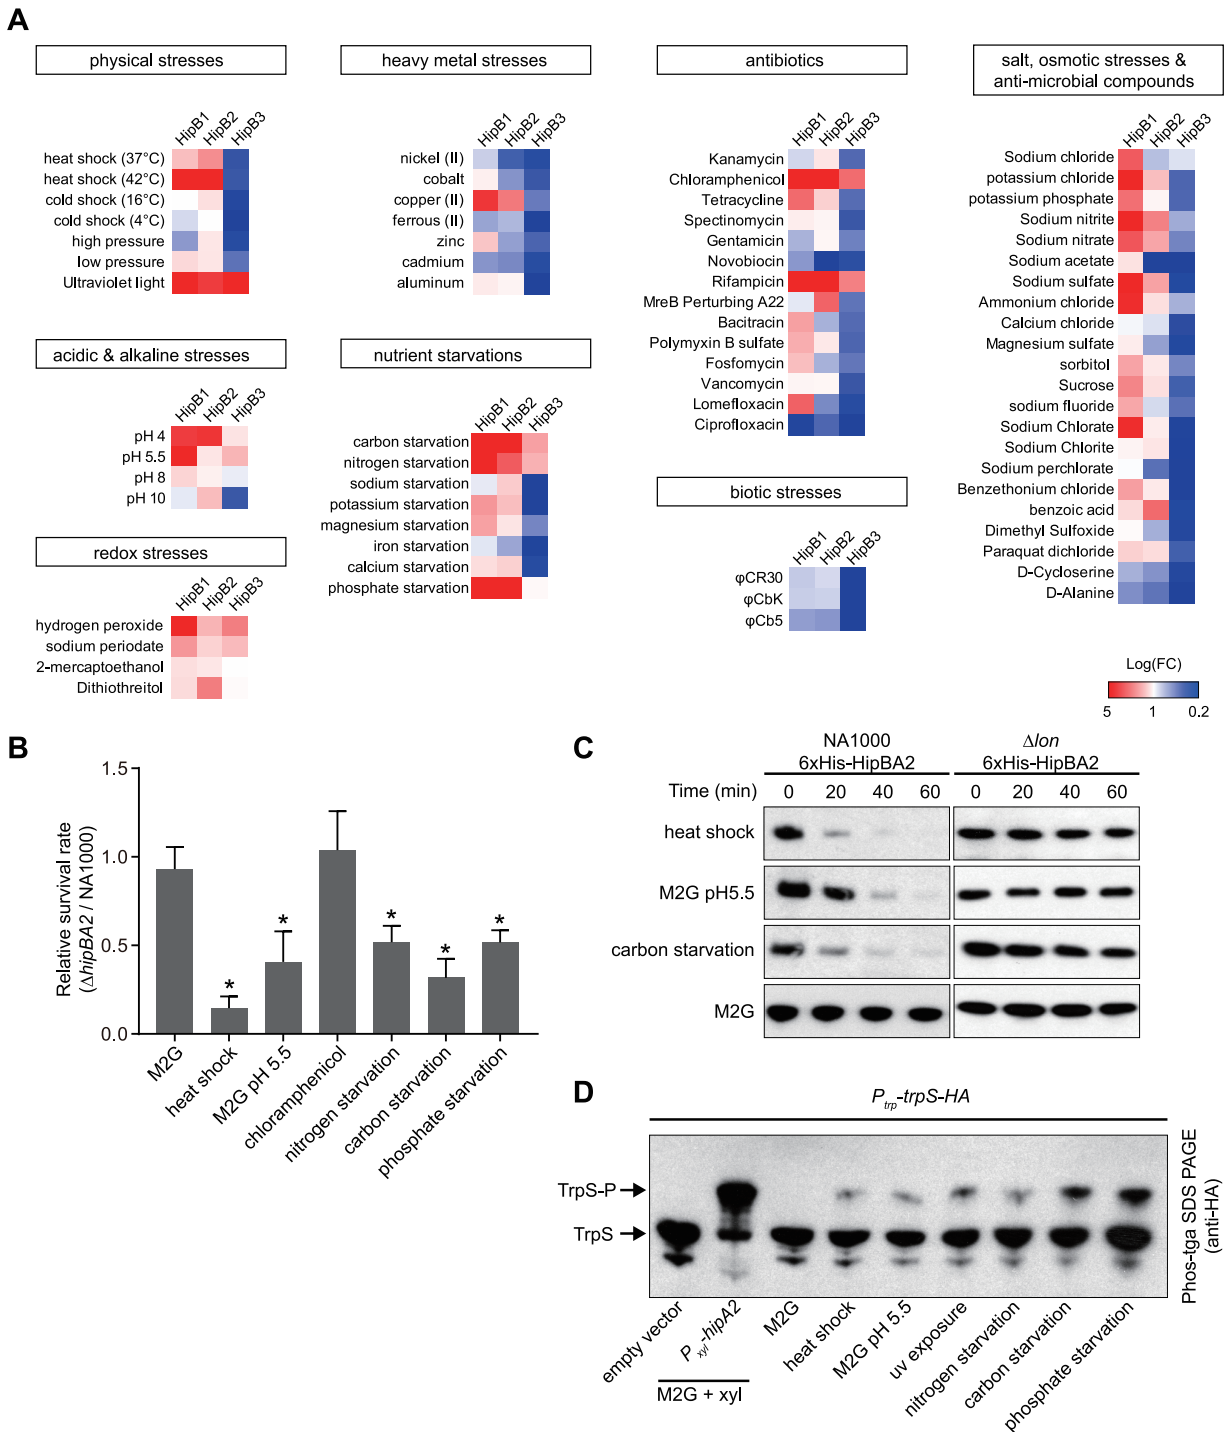 A
physical stresses
HipB1 HipB2 HipB3
heat shock (37°C)
heat shock (42°C)
cold shock (16°C)
cold shock (4°C)
high pressure
low pressure
Ultraviolet light
acidic & alkaline stresses
HipB1 HipB2 HipB3
pH 4
pH 5.5
pH 8
pH 10
redox stresses
HipB1 HipB2 HipB3
hydrogen peroxide
sodium periodate
2-mercaptoethanol
Dithiothreitol
heavy metal stresses
HipB1 HipB2 HipB3
nickel (II)
cobalt
copper (II)
ferrous (II)
zinc
cadmium
aluminum
nutrient starvations
HipB1 HipB2 HipB3
carbon starvation
nitrogen starvation
sodium starvation
potassium starvation
magnesium starvation
iron starvation
calcium starvation
phosphate starvation
antibiotics
HipB1 HipB2 HipB3
Kanamycin
Chloramphenicol
Tetracycline
Spectinomycin
Gentamicin
Novobiocin
Rifampicin
MreB Perturbing A22
Bacitracin
Polymyxin B sulfate
Fosfomycin
Vancomycin
Lomefloxacin
Ciprofloxacin
biotic stresses
HipB1 HipB2 HipB3
φCR30
φCbK
φCb5
salt, osmotic stresses &
anti-microbial compounds
HipB1 HipB2 HipB3
Sodium chloride
potassium chloride
potassium phosphate
Sodium nitrite
Sodium nitrate
Sodium acetate
Sodium sulfate
Ammonium chloride
Calcium chloride
Magnesium sulfate
sorbitol
Sucrose
sodium fluoride
Sodium Chlorate
Sodium Chlorite
Sodium perchlorate
Benzethonium chloride
benzoic acid
Dimethyl Sulfoxide
Paraquat dichloride
D-Cycloserine
D-Alanine
Log(FC)
5 1 0.2
B
Relative survival rate
(ΔhipBA2 / NA1000)
1.5
1.0
0.5
0.0
* * * * *
M2G
heat shock
M2G pH 5.5
chloramphenicol
nitrogen starvation
carbon starvation
phosphate starvation
C
NA1000
6xHis-HipBA2
Δlon
6xHis-HipBA2
Time (min) 0 20 40 60 0 20 40 60
heat shock
M2G pH5.5
carbon starvation
M2G
D
Ptrp-trpS-HA
TrpS-P
TrpS
Phos-tga SDS PAGE
(anti-HA)
empty vector
Pxyl-hipA2
M2G
heat shock
M2G pH 5.5
uv exposure
nitrogen starvation
carbon starvation
phosphate starvation
M2G + xyl